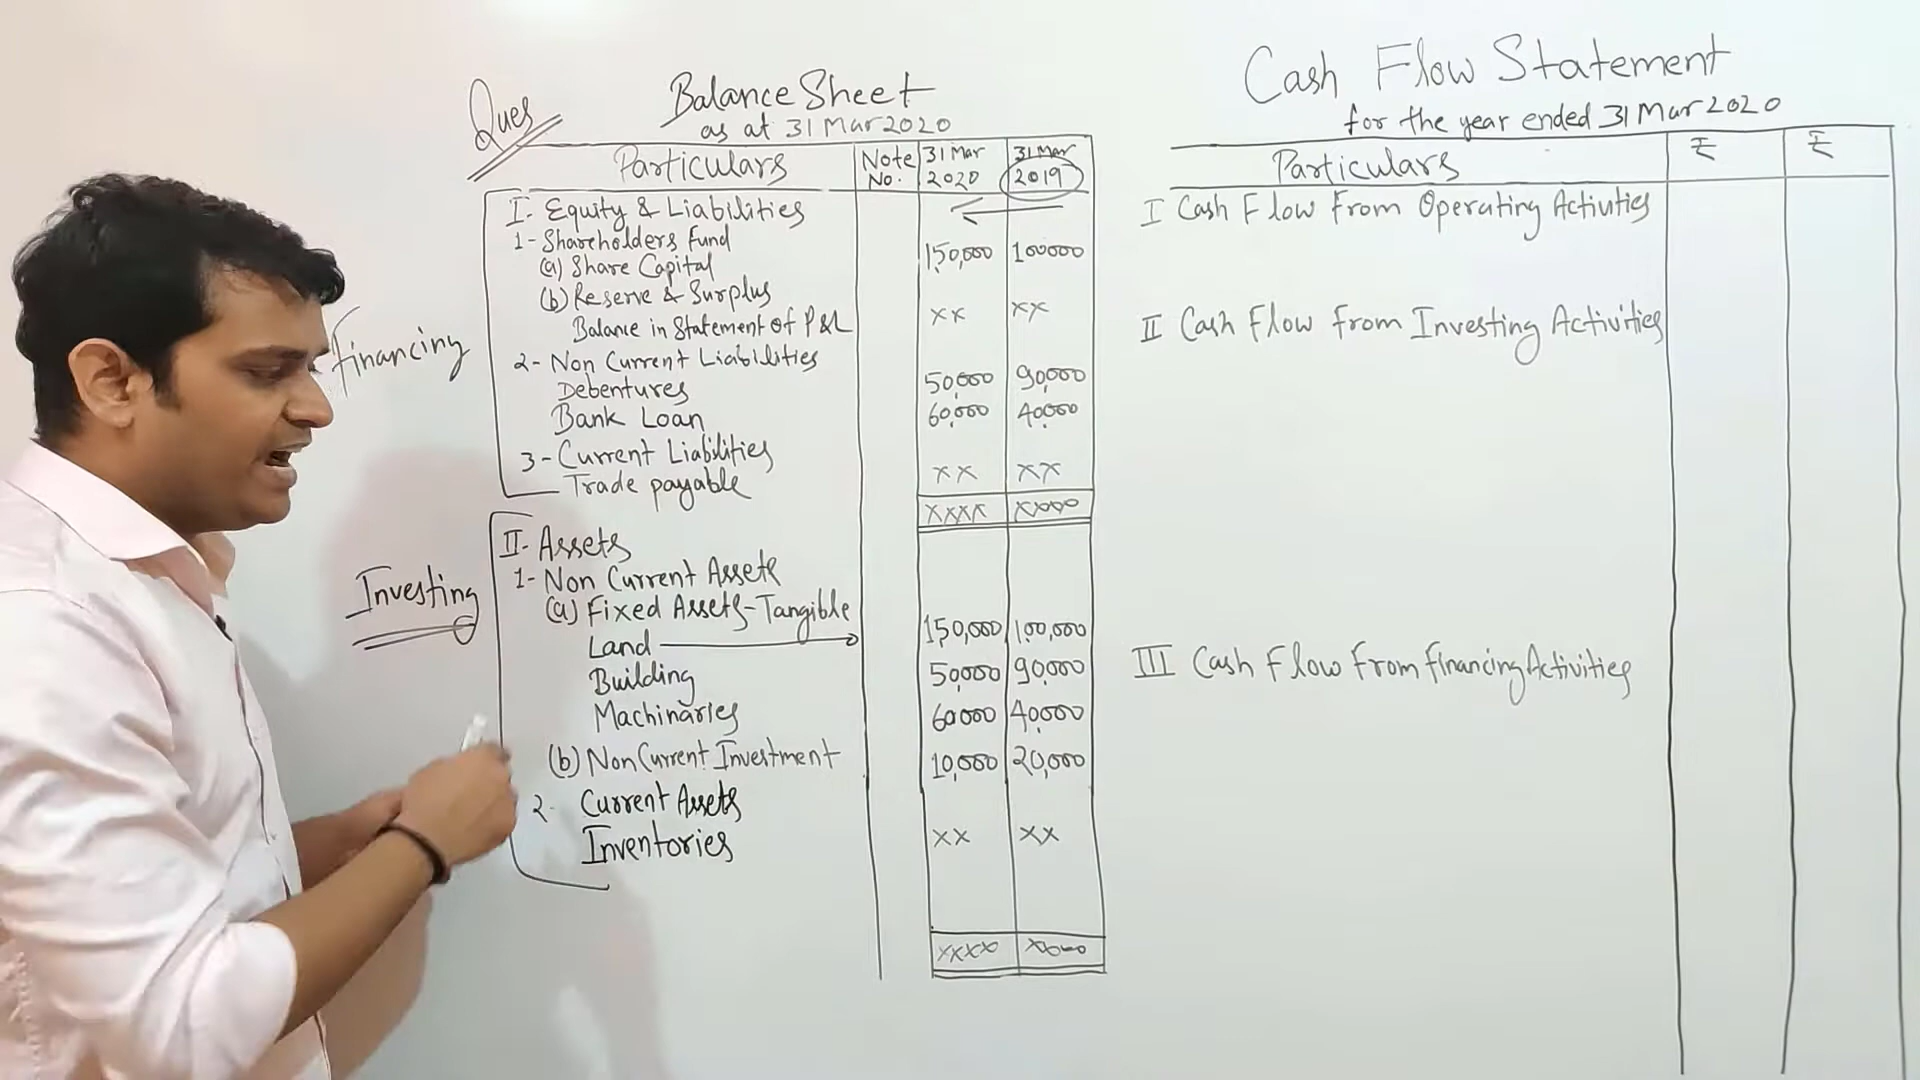 Ques
Balance Sheet
as at 31 Mar 2020
Particulars Note No. 31 Mar 2020 31 Mar 2019
I- Equity & Liabilities
1- Shareholders fund
(a) Share Capital 150,000 100000
(b) Reserve & Surplus
Balance in Statement of P&L xx xx
Financing
2- Non Current Liabilities
Debentures 50,000 90,000
Bank Loan 60,000 40,000
3- Current Liabilities
Trade payable xx xx
xxxx
II- Assets
1- Non Current Assets
Investing
(a) Fixed Assets-Tangible
Land 150,000 100,000
Building 50,000 90,000
Machinaries 60000 40,000
(b) Non Current Investment 10,000 20,000
2- Current Assets
Inventories xx xx
xxxx
Cash Flow Statement
for the year ended 31 Mar 2020
Particulars ₹ ₹
I Cash Flow From Operating Activities
II Cash Flow From Investing Activities
III Cash Flow From financing Activities